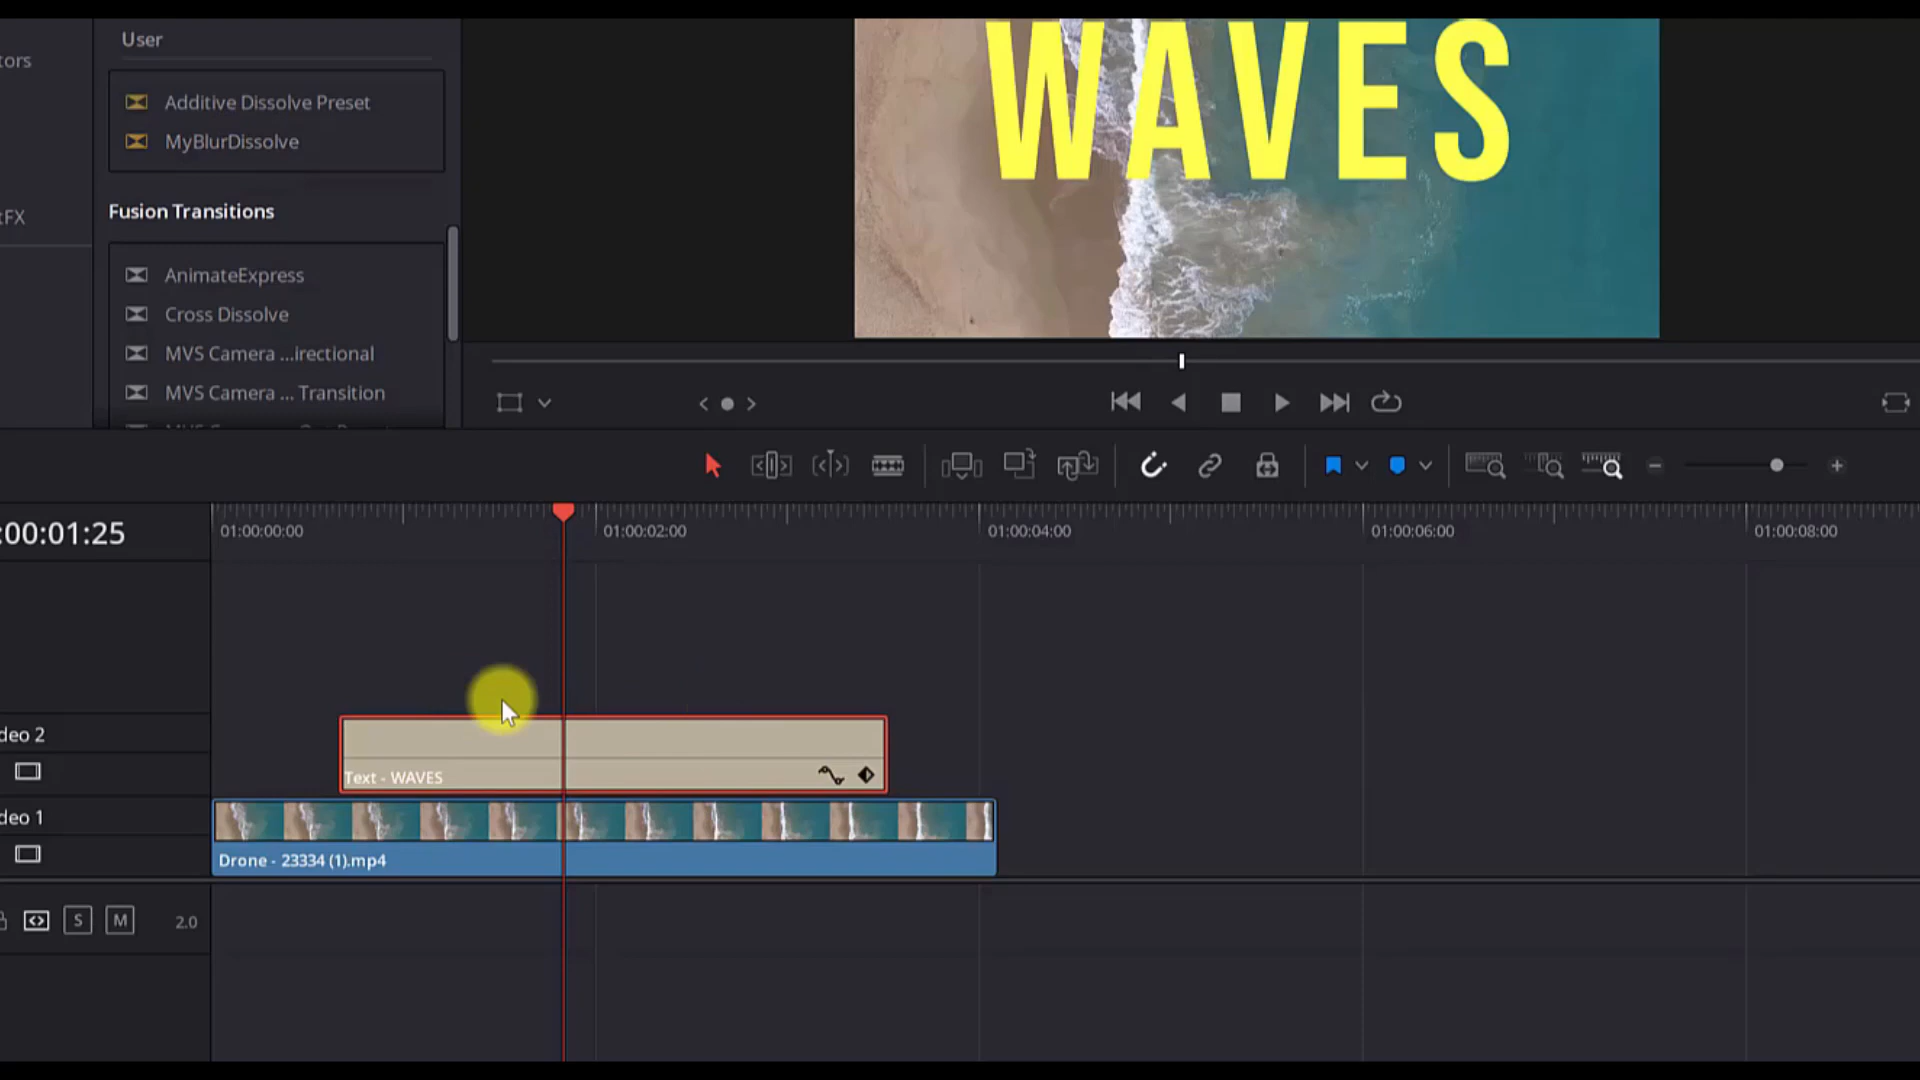 User
tors
Additive Dissolve Preset
MyBlurDissolve
tFX
Fusion Transitions
AnimateExpress
Cross Dissolve
MVS Camera ...irectional
MVS Camera ... Transition
WAVES
:00:01:25
01:00:00:00
01:00:02:00
01:00:04:00
01:00:06:00
01:00:08:00
deo 2
Text - WAVES
deo 1
Drone - 23334 (1).mp4
S
M
2.0